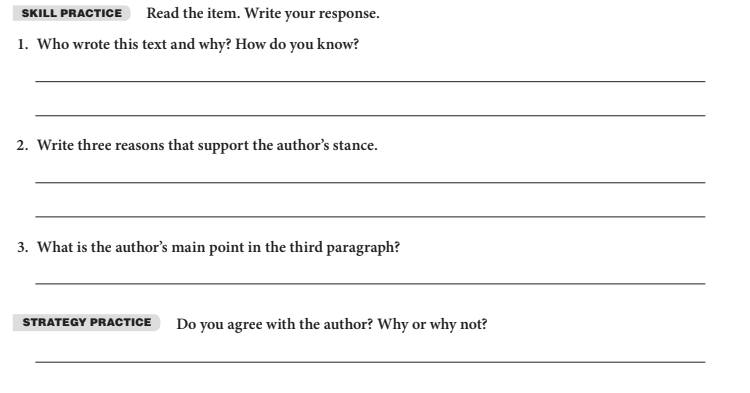 SKILL PRACTICE Read the item. Write your response.
1. Who wrote this text and why? How do you know?
2. Write three reasons that support the author’s stance.
3. What is the author’s main point in the third paragraph?
STRATEGY PRACTICE Do you agree with the author? Why or why not?